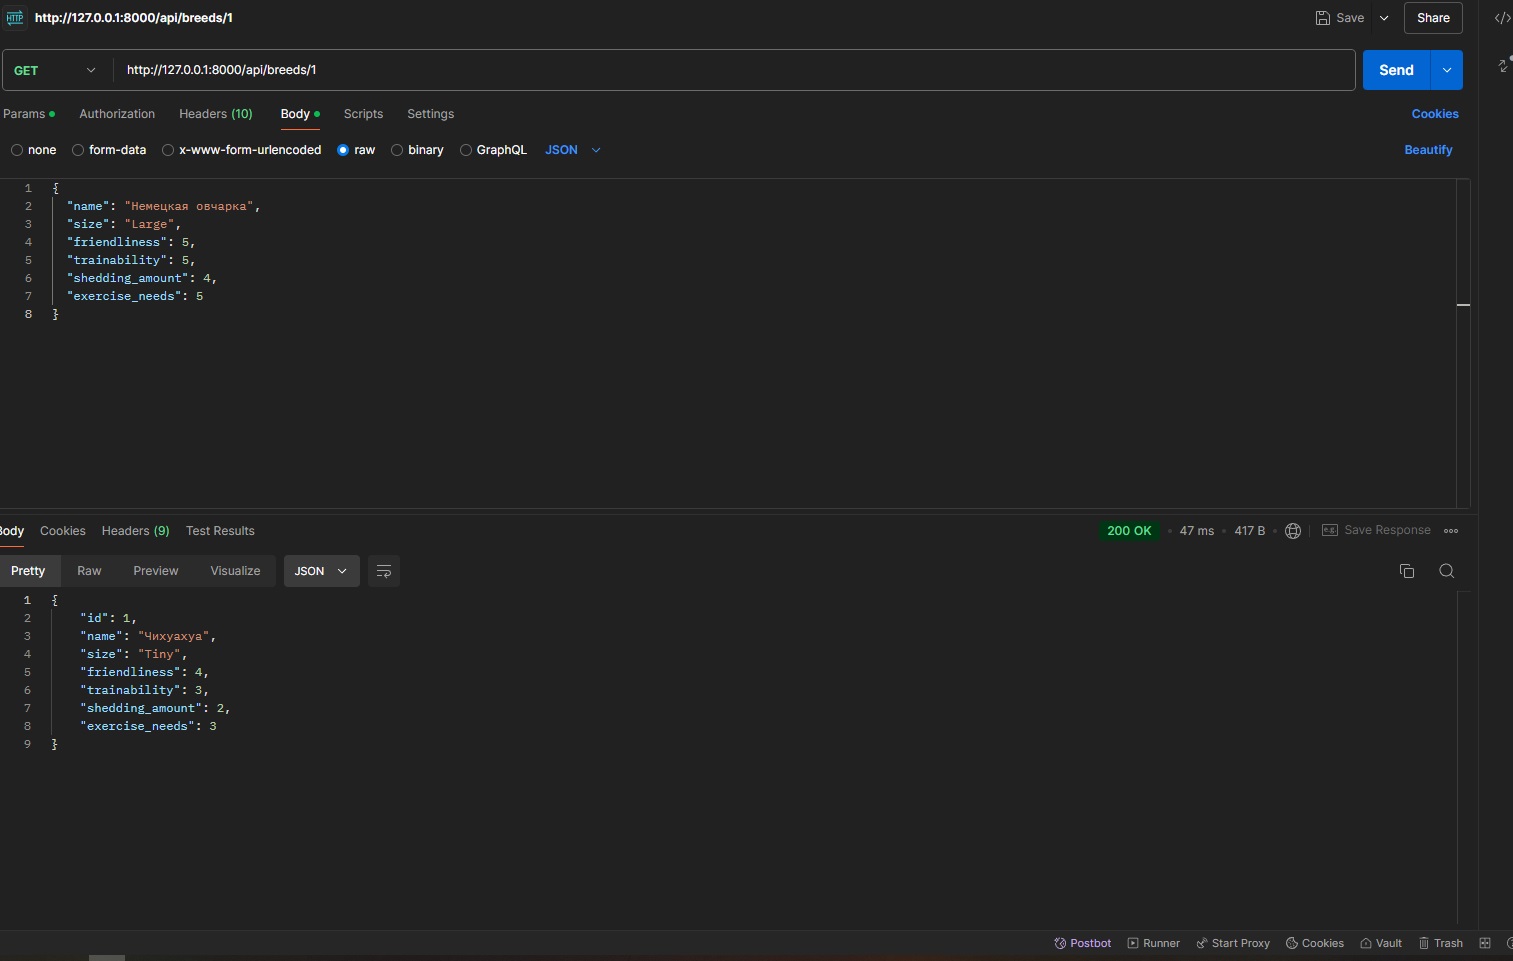 HTTP http://127.0.0.1:8000/api/breeds/1 Save Share
GET http://127.0.0.1:8000/api/breeds/1 Send
Params Authorization Headers (10) Body Scripts Settings Cookies
none form-data x-www-form-urlencoded raw binary GraphQL JSON Beautify
1 {
2 "name": "Немецкая овчарка",
3 "size": "Large",
4 "friendliness": 5,
5 "trainability": 5,
6 "shedding_amount": 4,
7 "exercise_needs": 5
8 }
Body Cookies Headers (9) Test Results 200 OK • 47 ms • 417 B • e.g. Save Response
Pretty Raw Preview Visualize JSON
1 {
2 "id": 1,
3 "name": "Чихуахуа",
4 "size": "Tiny",
5 "friendliness": 4,
6 "trainability": 3,
7 "shedding_amount": 2,
8 "exercise_needs": 3
9 }
Postbot Runner Start Proxy Cookies Vault Trash